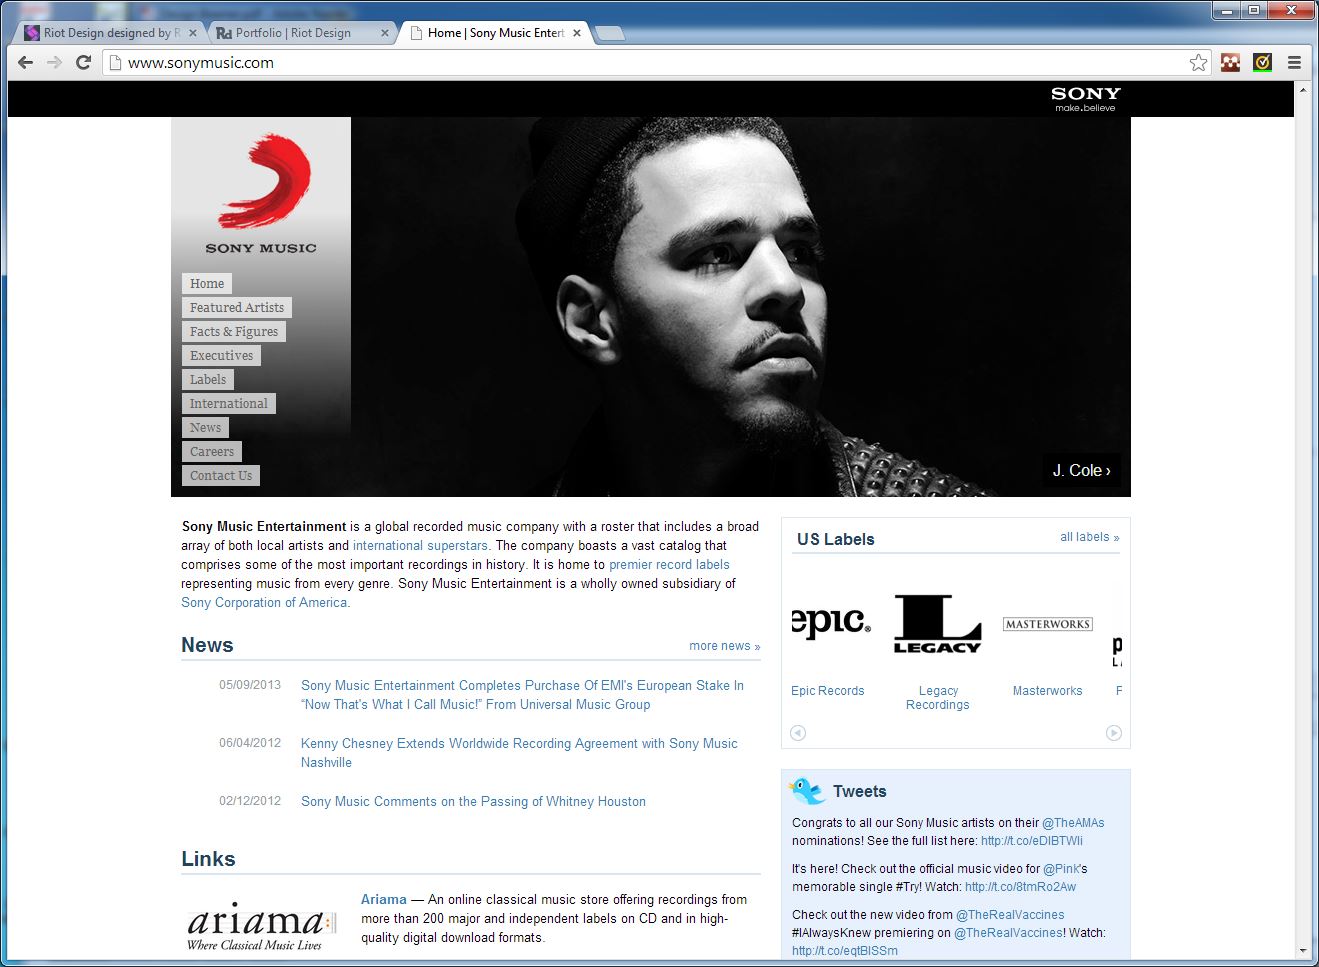 Riot Design designed by R
Portfolio | Riot Design
Home | Sony Music Entert
www.sonymusic.com
SONY
make.believe
SONY MUSIC
Home
Featured Artists
Facts & Figures
Executives
Labels
International
News
Careers
Contact Us
J. Cole ›
Sony Music Entertainment is a global recorded music company with a roster that includes a broad
array of both local artists and international superstars. The company boasts a vast catalog that
comprises some of the most important recordings in history. It is home to premier record labels
representing music from every genre. Sony Music Entertainment is a wholly owned subsidiary of
Sony Corporation of America.
News
more news »
05/09/2013 Sony Music Entertainment Completes Purchase Of EMI's European Stake In
“Now That's What I Call Music!” From Universal Music Group
06/04/2012 Kenny Chesney Extends Worldwide Recording Agreement with Sony Music
Nashville
02/12/2012 Sony Music Comments on the Passing of Whitney Houston
Links
ariama:
Where Classical Music Lives
Ariama — An online classical music store offering recordings from
more than 200 major and independent labels on CD and in high-
quality digital download formats.
US Labels
all labels »
epic.
L
LEGACY
MASTERWORKS
Epic Records
Legacy
Recordings
Masterworks
Tweets
Congrats to all our Sony Music artists on their @TheAMAs
nominations! See the full list here: http://t.co/eDIBTWli
It's here! Check out the official music video for @Pink's
memorable single #Try! Watch: http://t.co/8tmRo2Aw
Check out the new video from @TheRealVaccines
#IAlwaysKnew premiering on @TheRealVaccines! Watch:
http://t.co/eqtBISSm